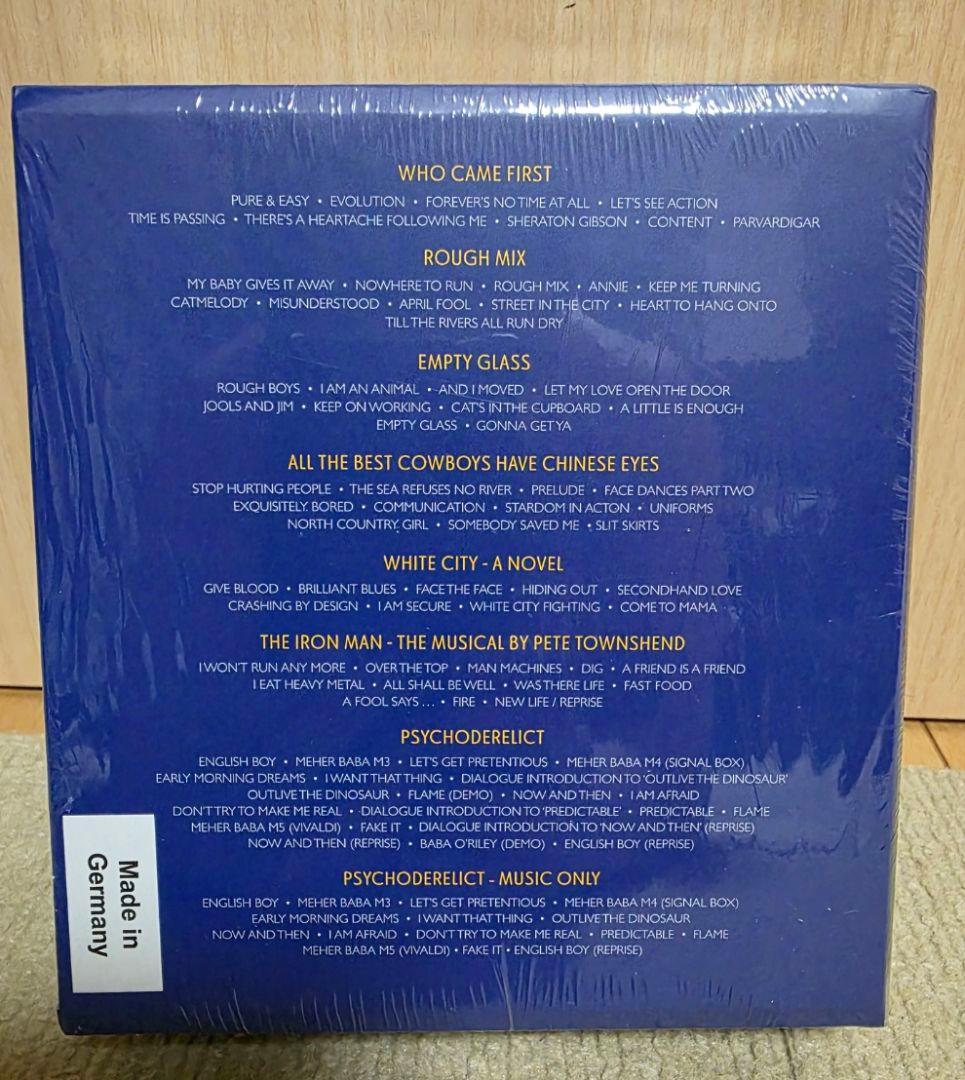 WHO CAME FIRST
PURE & EASY • EVOLUTION • FOREVER'S NO TIME AT ALL • LET'S SEE ACTION
TIME IS PASSING • THERE'S A HEARTACHE FOLLOWING ME • SHERATON GIBSON • CONTENT • PARVARDIGAR
ROUGH MIX
MY BABY GIVES IT AWAY • NOWHERE TO RUN • ROUGH MIX • ANNIE • KEEP ME TURNING
CATMELODY • MISUNDERSTOOD • APRIL FOOL • STREET IN THE CITY • HEART TO HANG ONTO
TILL THE RIVERS ALL RUN DRY
EMPTY GLASS
ROUGH BOYS • I AM AN ANIMAL • AND I MOVED • LET MY LOVE OPEN THE DOOR
JOOLS AND JIM • KEEP ON WORKING • CAT'S IN THE CUPBOARD • A LITTLE IS ENOUGH
EMPTY GLASS • GONNA GET YA
ALL THE BEST COWBOYS HAVE CHINESE EYES
STOP HURTING PEOPLE • THE SEA REFUSES NO RIVER • PRELUDE • FACE DANCES PART TWO
EXQUISITELY BORED • COMMUNICATION • STARDOM IN ACTON • UNIFORMS
NORTH COUNTRY GIRL • SOMEBODY SAVED ME • SLIT SKIRTS
WHITE CITY - A NOVEL
GIVE BLOOD • BRILLIANT BLUES • FACE THE FACE • HIDING OUT • SECONDHAND LOVE
CRASHING BY DESIGN • I AM SECURE • WHITE CITY FIGHTING • COME TO MAMA
THE IRON MAN - THE MUSICAL BY PETE TOWNSHEND
I WON'T RUN ANY MORE • OVER THE TOP • MAN MACHINES • DIG • A FRIEND IS A FRIEND
I EAT HEAVY METAL • ALL SHALL BE WELL • WAS THERE LIFE • FAST FOOD
A FOOL SAYS ... • FIRE • NEW LIFE / REPRISE
PSYCHODERELICT
ENGLISH BOY • MEHER BABA M3 • LET'S GET PRETENTIOUS • MEHER BABA M4 (SIGNAL BOX)
EARLY MORNING DREAMS • I WANT THAT THING • DIALOGUE INTRODUCTION TO 'OUTLIVE THE DINOSAUR'
OUTLIVE THE DINOSAUR • FLAME (DEMO) • NOW AND THEN • I AM AFRAID
DON'T TRY TO MAKE ME REAL • DIALOGUE INTRODUCTION TO 'PREDICTABLE' • PREDICTABLE • FLAME
MEHER BABA M5 (VIVALDI) • FAKE IT • DIALOGUE INTRODUCTION TO 'NOW AND THEN' (REPRISE)
NOW AND THEN (REPRISE) • BABA O'RILEY (DEMO) • ENGLISH BOY (REPRISE)
PSYCHODERELICT - MUSIC ONLY
ENGLISH BOY • MEHER BABA M3 • LET'S GET PRETENTIOUS • MEHER BABA M4 (SIGNAL BOX)
EARLY MORNING DREAMS • I WANT THAT THING • OUTLIVE THE DINOSAUR
NOW AND THEN • I AM AFRAID • DON'T TRY TO MAKE ME REAL • PREDICTABLE • FLAME
MEHER BABA M5 (VIVALDI) • FAKE IT • ENGLISH BOY (REPRISE)
Made in
Germany